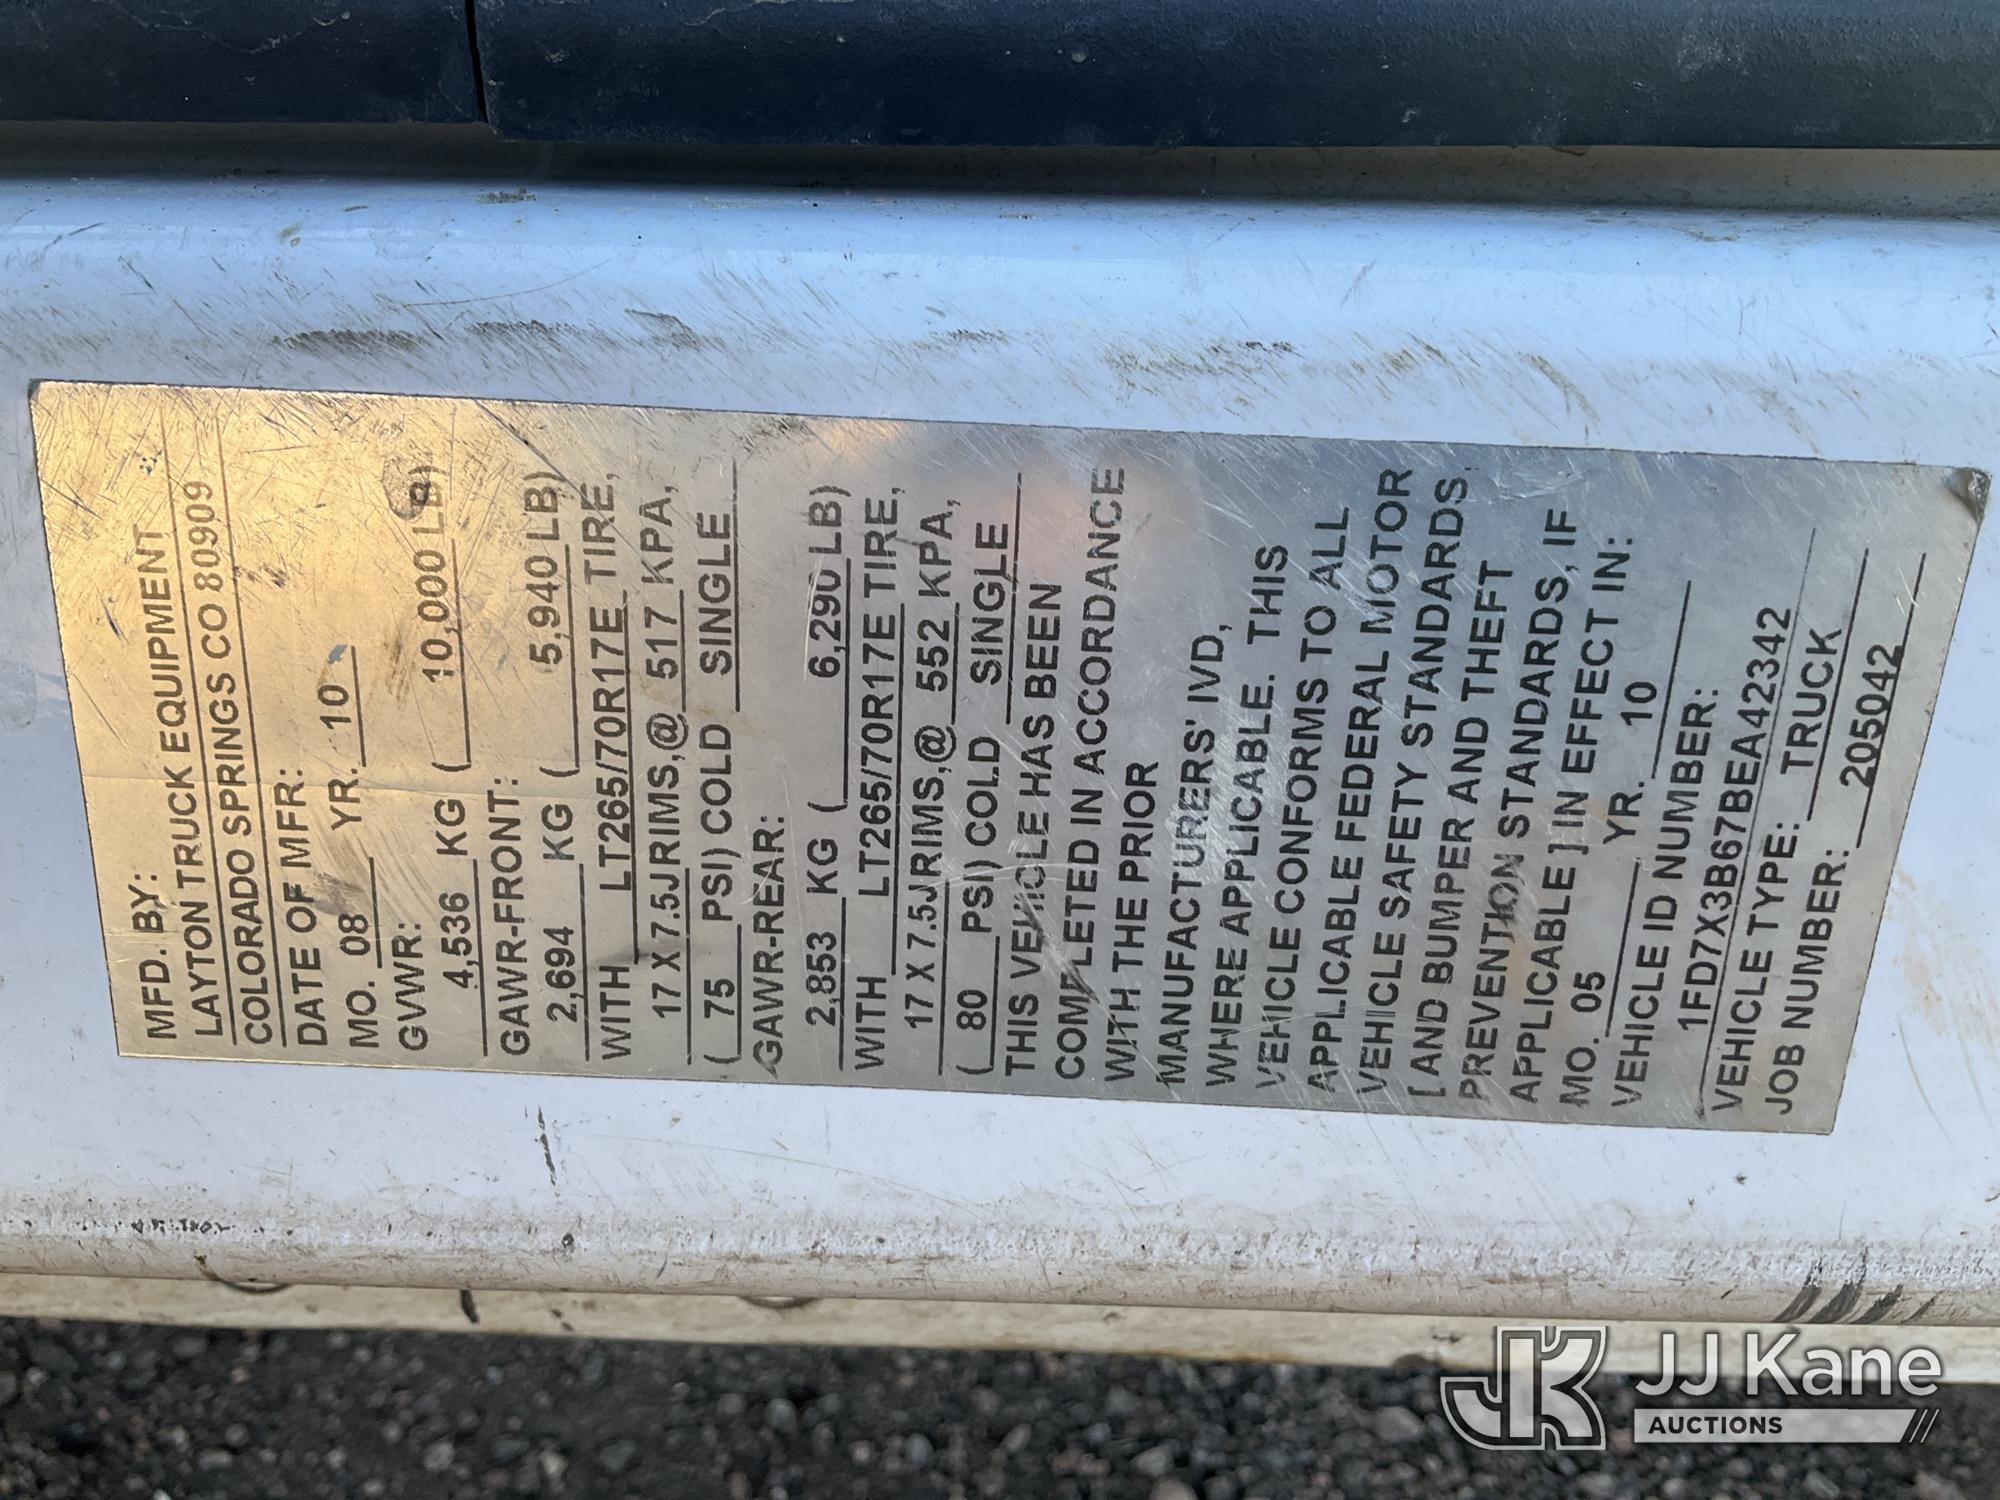 MFD. BY:
LAYTON TRUCK EQUIPMENT
COLORADO SPRINGS CO 80909
DATE OF MFR:
MO. 08 YR. 10
GVWR:
4,536 KG ( 10,000 LB)
GAWR-FRONT:
2,694 KG ( 5,940 LB)
WITH LT265/70R17E TIRE,
17 X 7.5JRIMS,@ 517 KPA,
( 75 PSI) COLD SINGLE
GAWR-REAR:
2,853 KG ( 6,290 LB)
WITH LT265/70R17E TIRE,
17 X 7.5JRIMS,@ 552 KPA,
( 80 PSI) COLD SINGLE
THIS VEHICLE HAS BEEN
COMPLETED IN ACCORDANCE
WITH THE PRIOR
MANUFACTURERS' IVD,
WHERE APPLICABLE. THIS
VEHICLE CONFORMS TO ALL
APPLICABLE FEDERAL MOTOR
VEHICLE SAFETY STANDARDS.
[ AND BUMPER AND THEFT
PREVENTION STANDARDS, IF
APPLICABLE ] IN EFFECT IN:
MO. 05 YR. 10
VEHICLE ID NUMBER:
1FD7X3B67BEA42342
VEHICLE TYPE: TRUCK
JOB NUMBER: 205042
JK JJ Kane
AUCTIONS